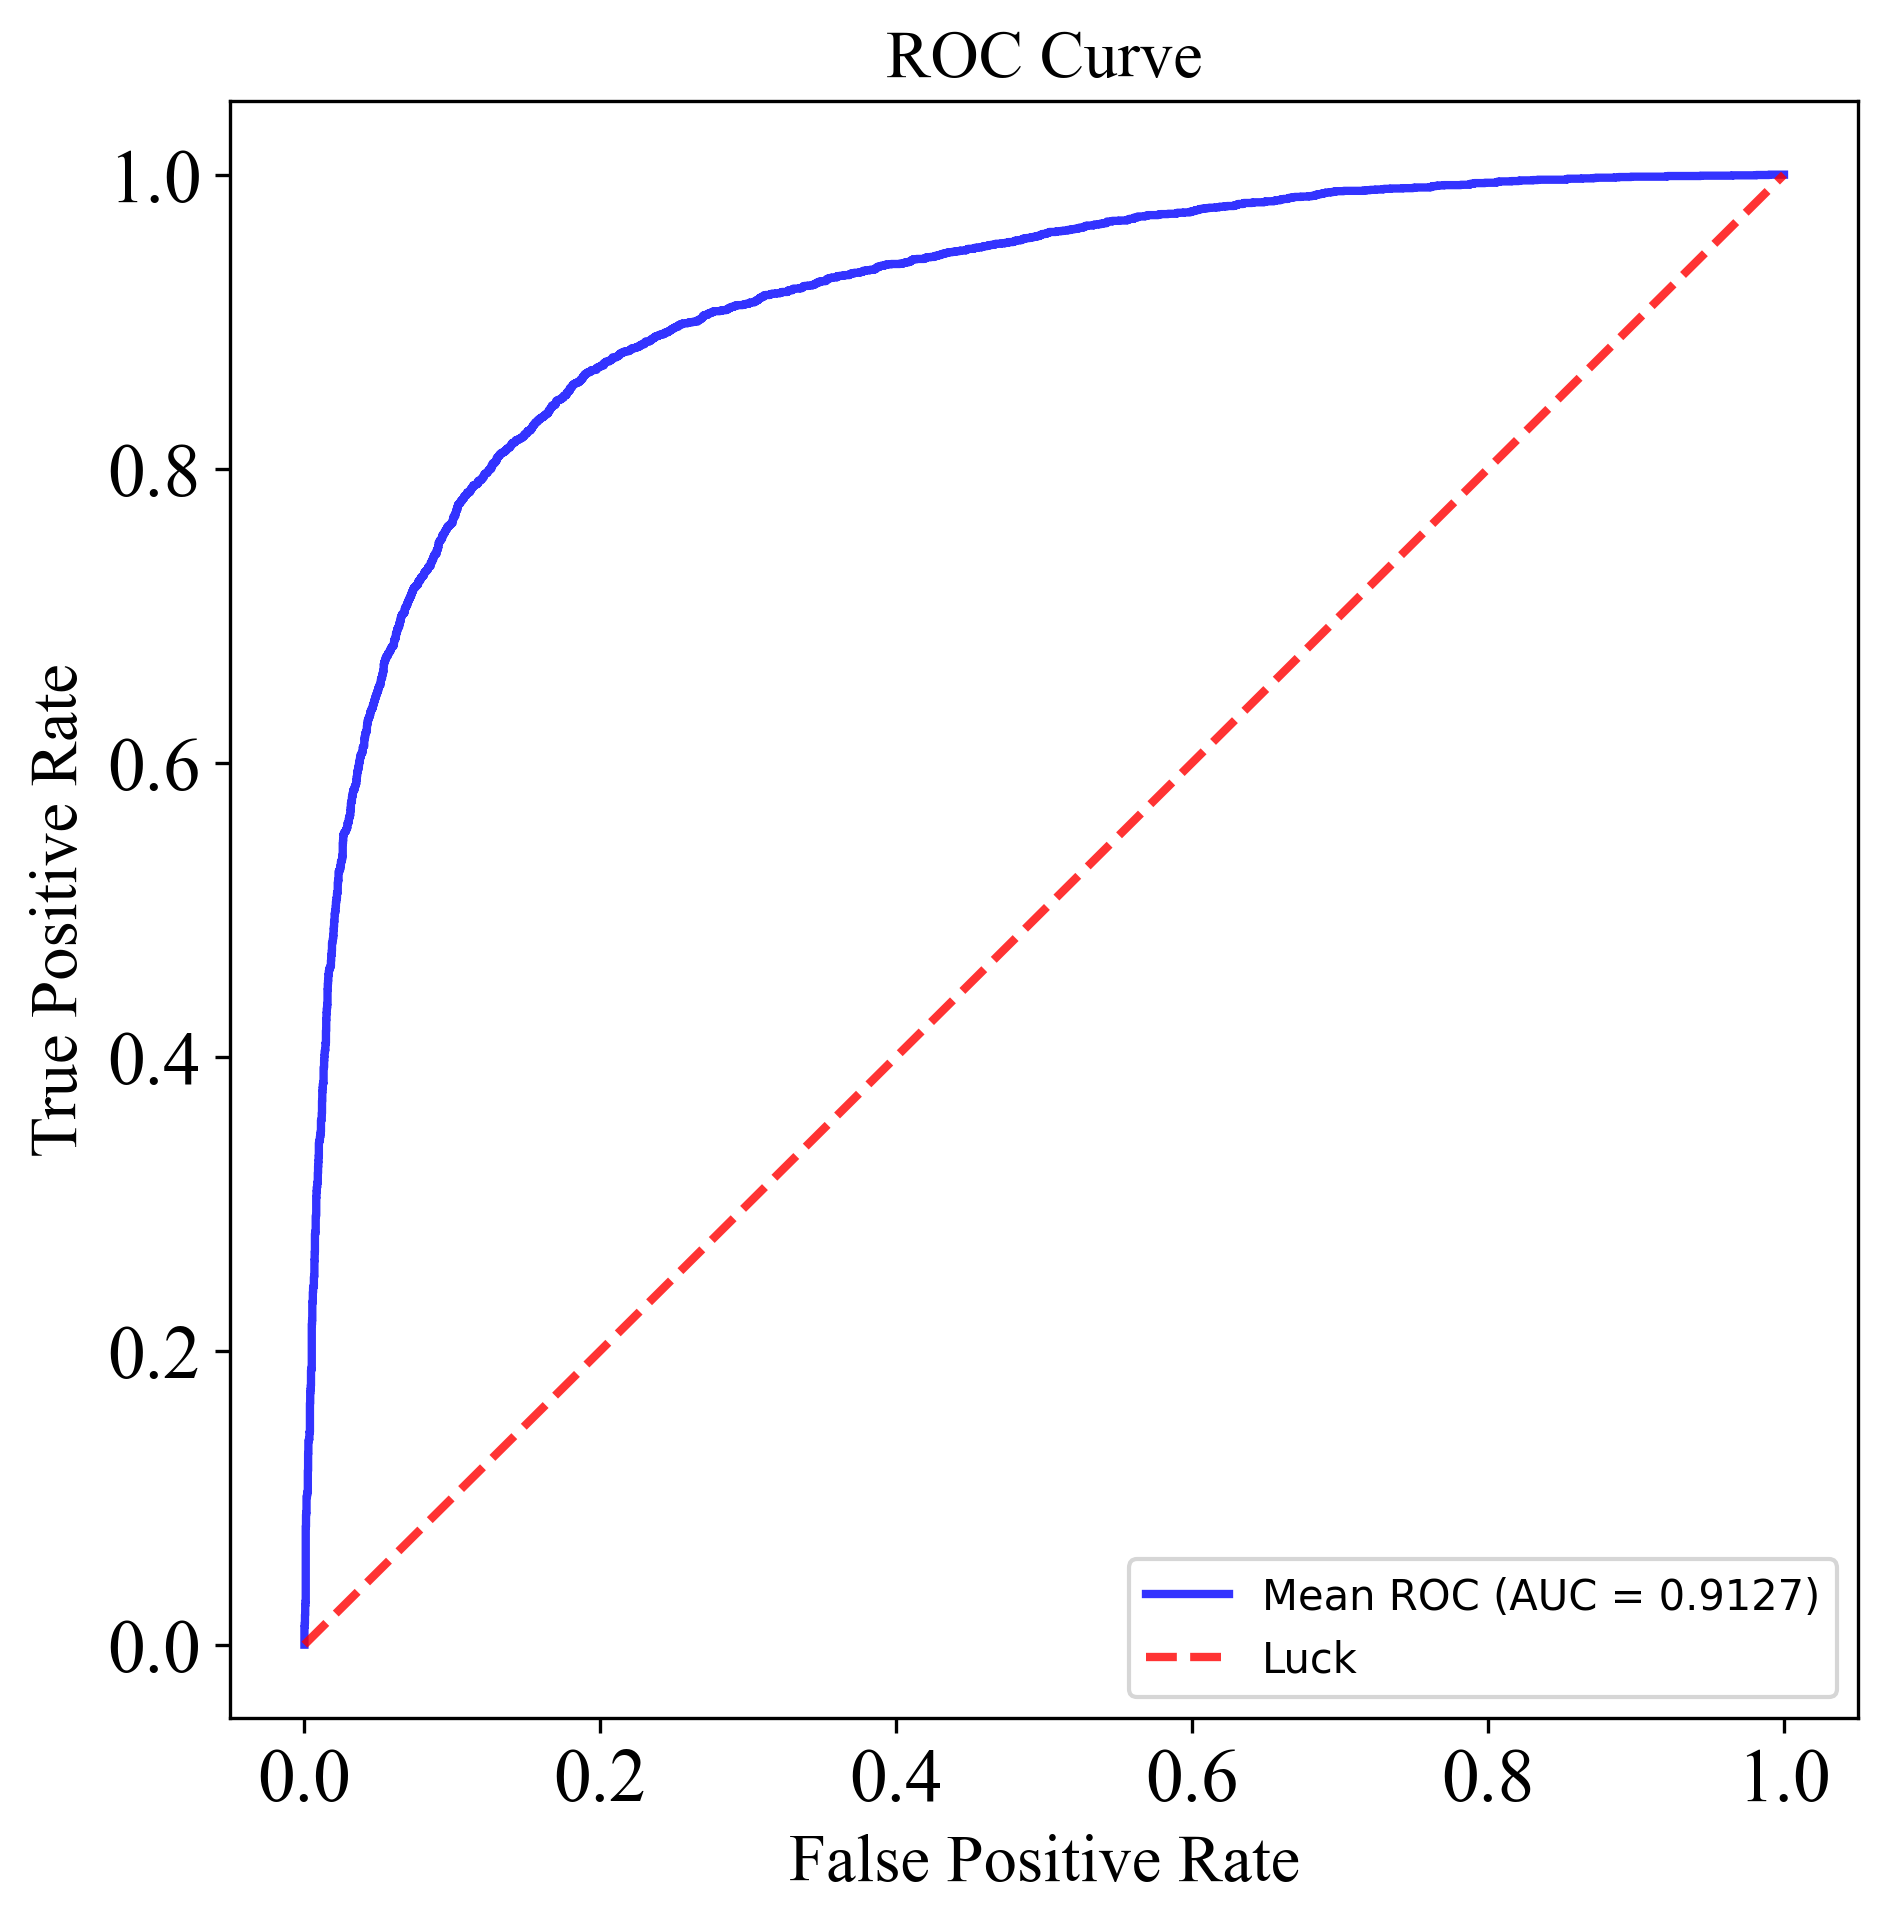 ROC Curve
1.0
0.8
0.6
0.4
0.2
0.0
True Positive Rate
Mean ROC (AUC = 0.9127)
Luck
0.0 0.2 0.4 0.6 0.8 1.0
False Positive Rate